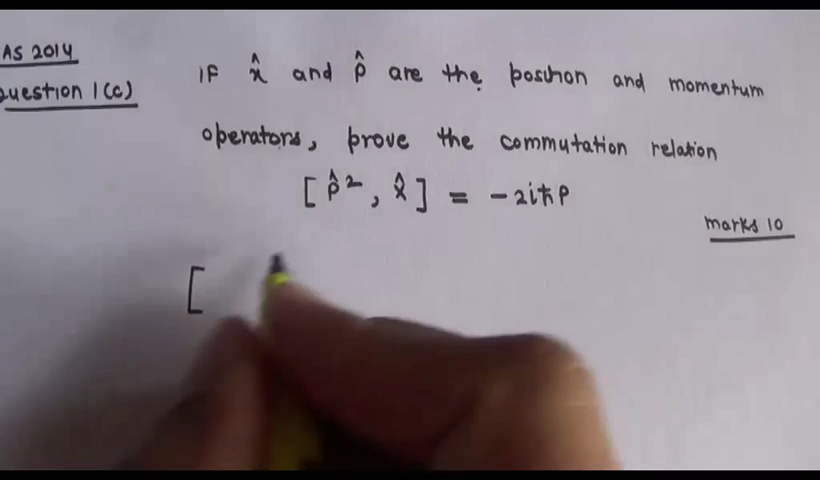 AS 2014
question 1(c)
IF x̂ and p̂ are the position and momentum
operators, prove the commutation relation
[ p̂², x̂ ] = -2iħp
marks 10
[